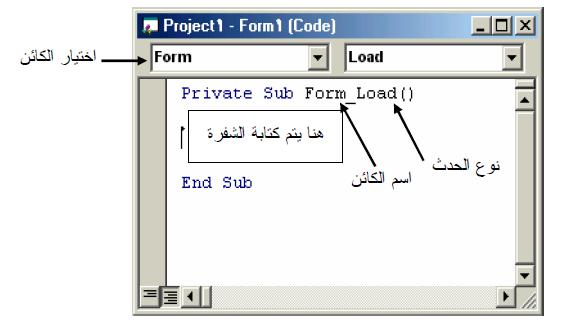 Project1 - Form1 (Code)
اختيار الكائن
Form Load
Private Sub Form_Load()
هنا يتم كتابة الشفرة
نوع الحدث
اسم الكائن
End Sub